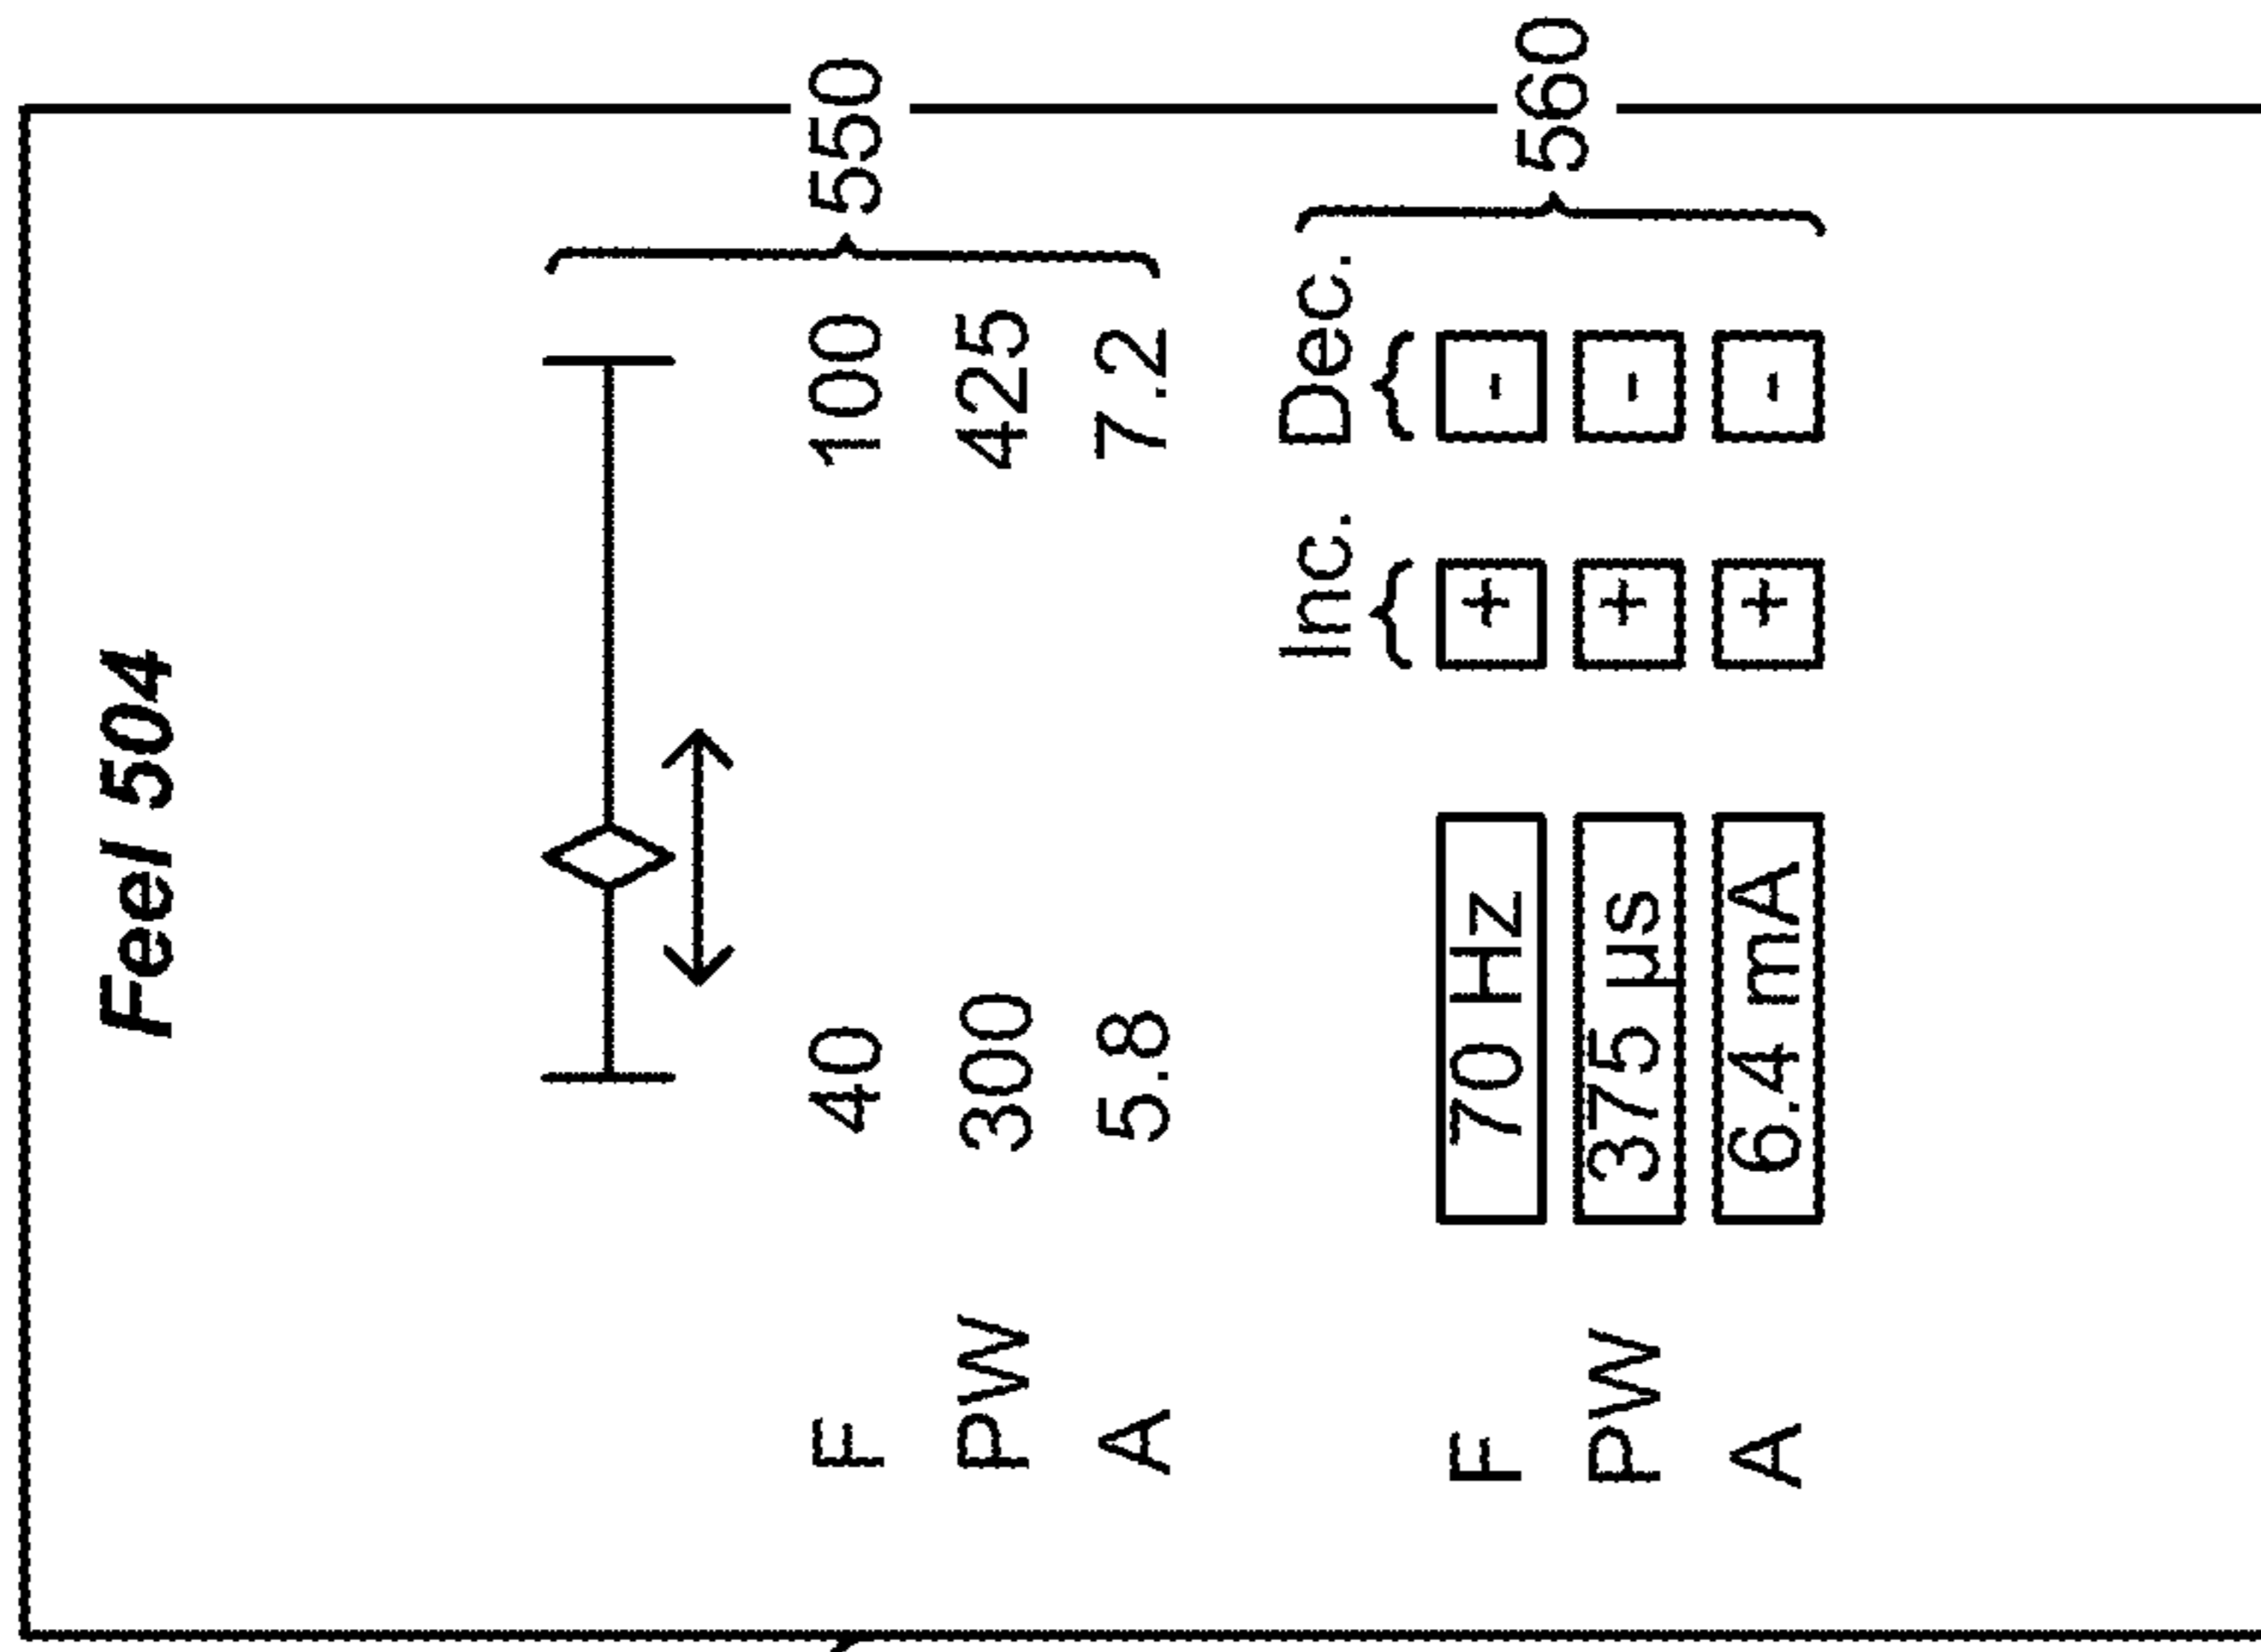 Feel 504
F 40 100
PW 300 425
A 5.8 7.2
550
Inc. Dec.
F 70 Hz + -
PW 375 µs + -
A 6.4 mA + -
560